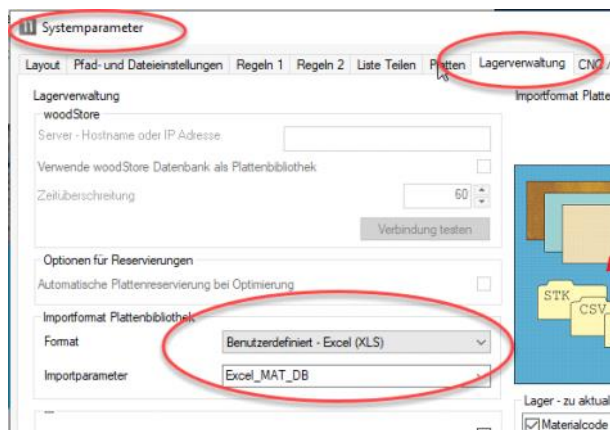 Systemparameter
Layout Pfad- und Dateieinstellungen Regeln 1 Regeln 2 Liste Teilen Platten Lagerverwaltung CNC
Lagerverwaltung
Importformat Platte
woodStore
Server - Hostname oder IP Adresse
Verwende woodStore Datenbank als Plattenbibliothek
Zeitüberschreitung 60
Verbindung testen
Optionen für Reservierungen
Automatische Plattenreservierung bei Optimierung
STK
CSV
Importformat Plattenbibliothek
Format Benutzerdefiniert - Excel (XLS)
Importparameter Excel_MAT_DB
Lager - zu aktual
Materialcode